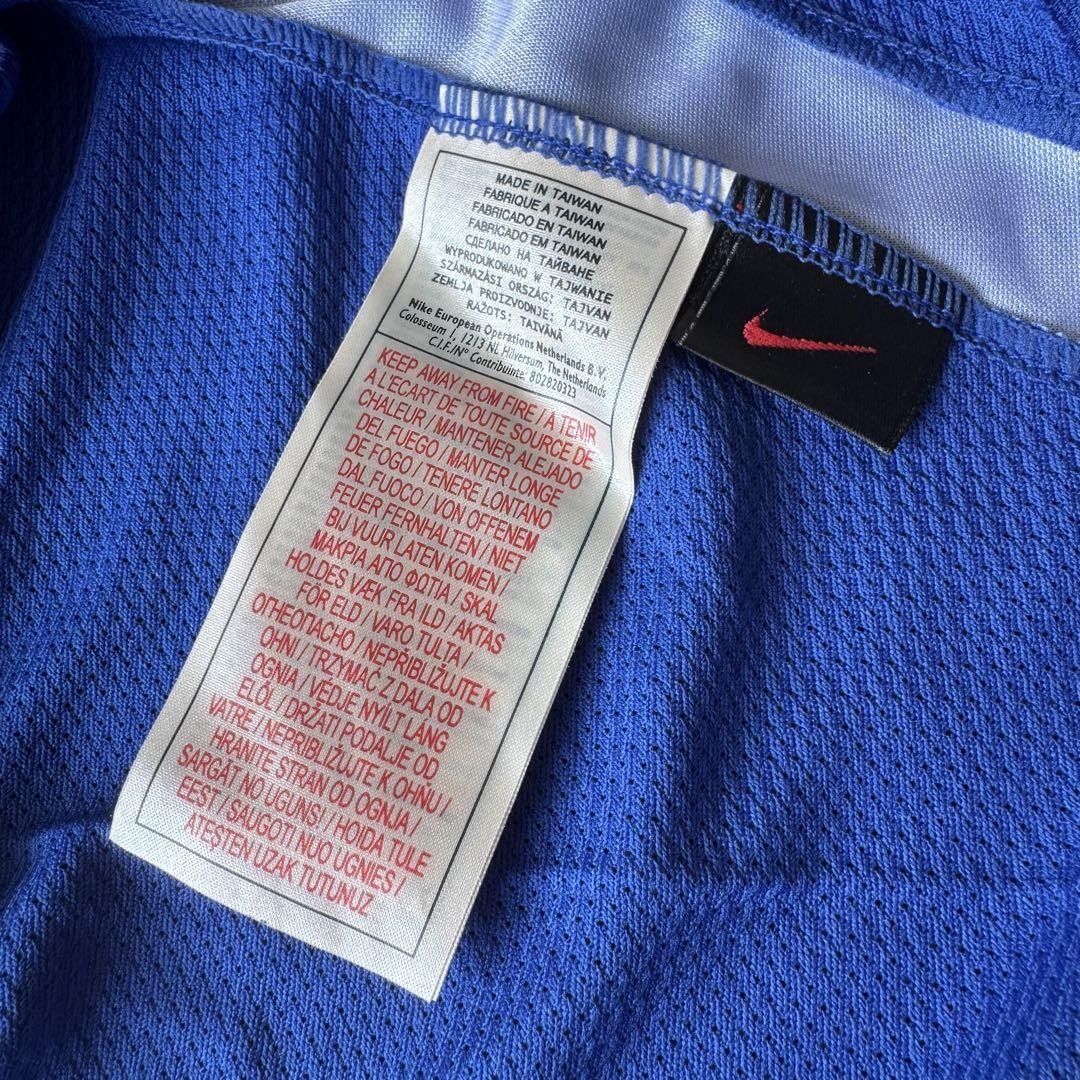 MADE IN TAIWAN
FABRIQUE A TAIWAN
FABRICADO EN TAIWAN
FABRICADO EM TAIWAN
СДЕЛАНО НА ТАЙВАНЕ
WYPRODUKOWANO W TAJWANIE
SZÁRMAZÁSI ORSZÁG: TAJVAN
ZEMLJA PROIZVODNJE: TAJVAN
RAŽOTS: TAIVĀNĀ
Nike European Operations Netherlands B.V.
Colosseum 1, 1213 NL Hilversum, The Netherlands
C.I.F./Nº Contribuinte: 802820323
KEEP AWAY FROM FIRE / A TENIR
A L'ECART DE TOUTE SOURCE DE
CHALEUR / MANTENER ALEJADO
DEL FUEGO / MANTER LONGE
DE FOGO / TENERE LONTANO
DAL FUOCO / VON OFFENEM
FEUER FERNHALTEN / NIET
BIJ VUUR LATEN KOMEN /
ΜΑΚΡΙΑ ΑΠΟ ΦΩΤΙΑ / SKAL
HOLDES VÆK FRA ILD / AKTAS
FÖR ELD / VARO TULTA /
ОГНЕОПАСНО / NEPRIBLIŽUJTE K
OHNI / TRZYMAĆ Z DALA OD
OGNIA / VEDJE NYILT LÁNG
ELŐL / DRŽATI PODALJE OD
VATRE / NEPRIBLIŽUJTE K OHŇU /
HRANITE STRAN OD OGNJA /
SARGĀT NO UGUNS / HOIDA TULE
EEST / SAUGOTI NUO UGNIES /
ATEŞTEN UZAK TUTUNUZ